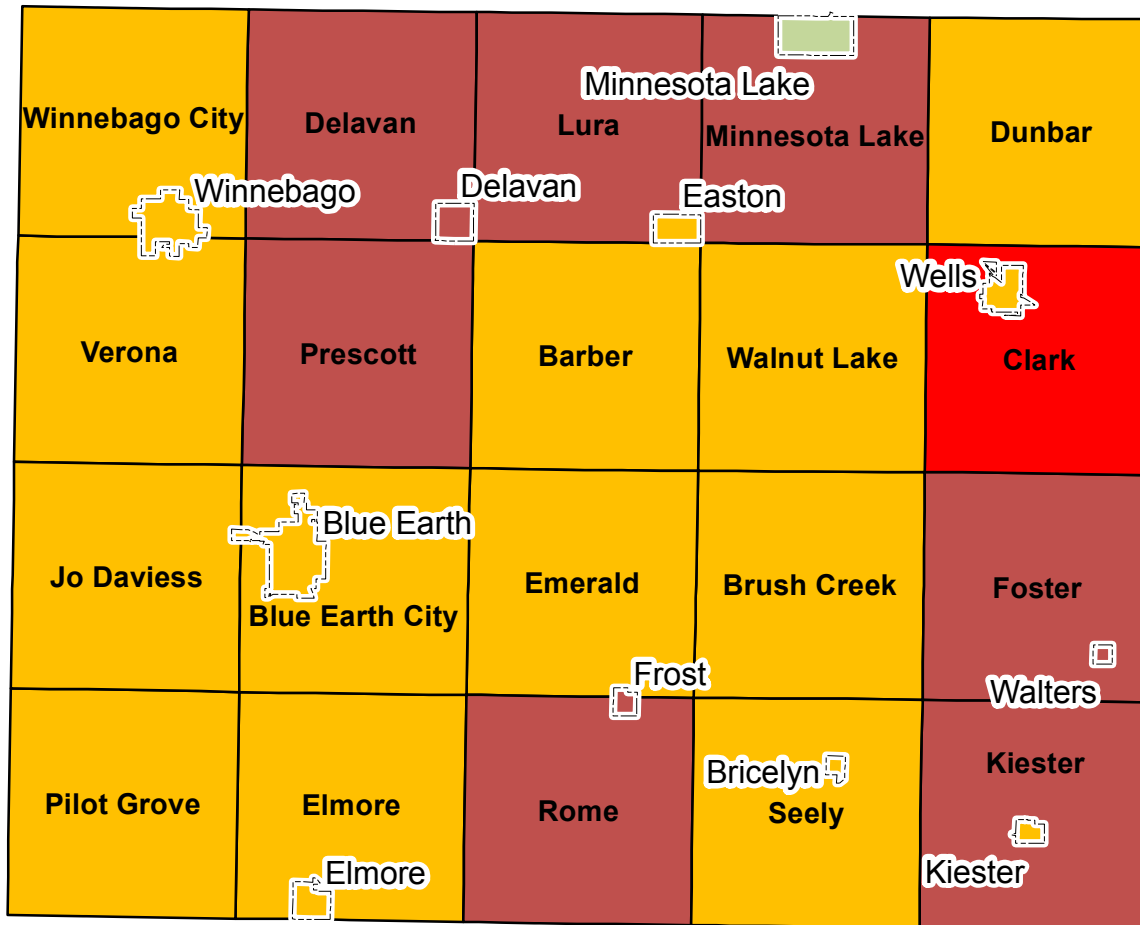 Minnesota Lake
Winnebago City
Delavan
Lura
Minnesota Lake
Dunbar
Winnebago
Delavan
Easton
Wells
Verona
Prescott
Barber
Walnut Lake
Clark
Blue Earth
Jo Daviess
Blue Earth City
Emerald
Brush Creek
Foster
Frost
Walters
Bricelyn
Kiester
Pilot Grove
Elmore
Rome
Seely
Elmore
Kiester